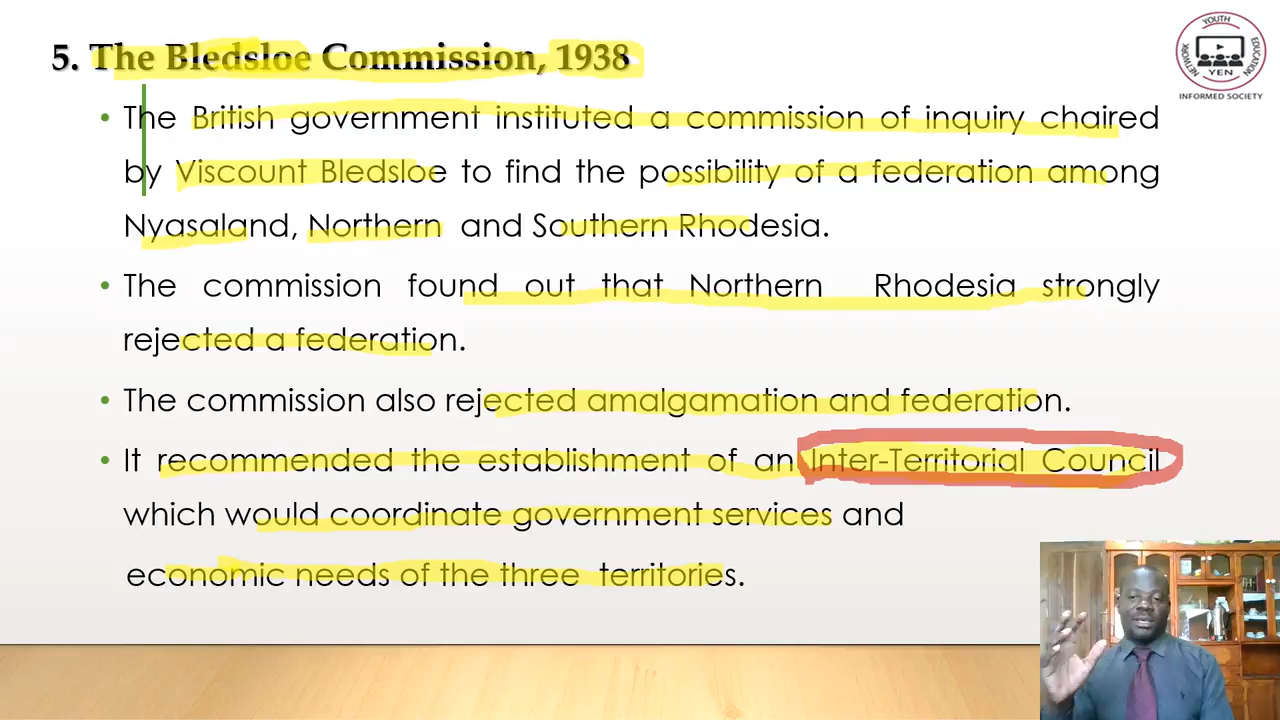 5. The Bledsloe Commission, 1938
• The British government instituted a commission of inquiry chaired
by Viscount Bledsloe to find the possibility of a federation among
Nyasaland, Northern and Southern Rhodesia.
• The commission found out that Northern Rhodesia strongly
rejected a federation.
• The commission also rejected amalgamation and federation.
• It recommended the establishment of an Inter-Territorial Council
which would coordinate government services and
economic needs of the three territories.
YOUTH
EDUCATION
NETWORK
YEN
INFORMED SOCIETY